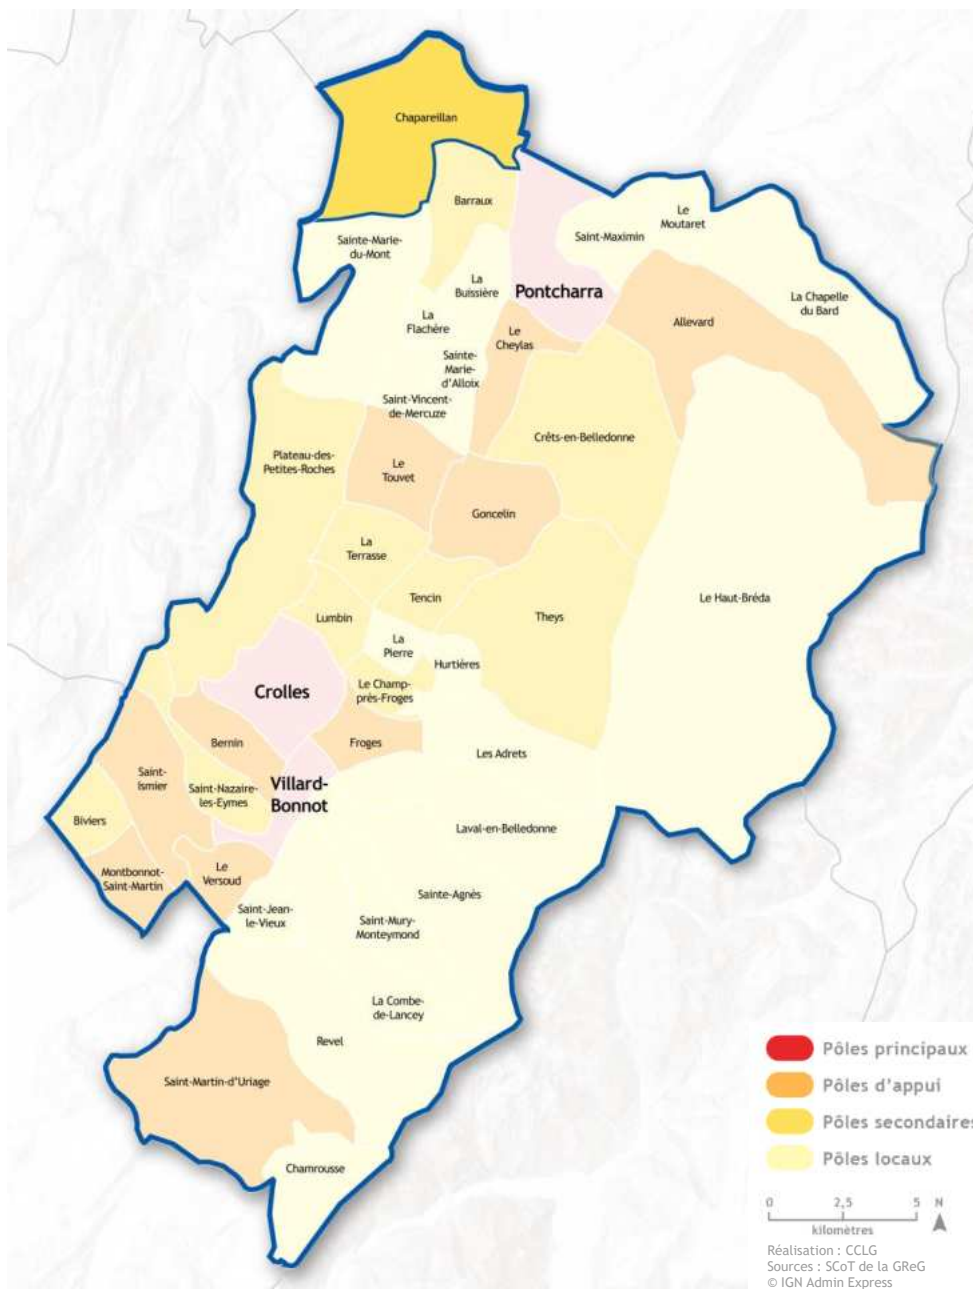 Chapareillan
Barraux
Sainte-Marie-
du-Mont
Le
Moutaret
Saint-Maximin
La
Buissière
Pontcharra
La Chapelle
du Bard
La
Flachère
Allevard
Le
Cheylas
Sainte-
Marie-
d'Alloix
Saint-Vincent-
de-Mercuze
Crêts-en-Belledonne
Plateau-des-
Petites-Roches
Le
Touvet
Goncelin
La
Terrasse
Tencin
Le Haut-Bréda
Lumbin
Theys
La
Pierre
Hurtières
Crolles
Le Champ-
près-Froges
Bernin
Froges
Les Adrets
Saint-
Ismier
Saint-Nazaire-
les-Eymes
Villard-
Bonnot
Biviers
Laval-en-Belledonne
Montbonnot-
Saint-Martin
Le
Versoud
Sainte-Agnès
Saint-Jean-
le-Vieux
Saint-Mury-
Monteymond
La Combe-
de-Lancey
Revel
Saint-Martin-d'Uriage
Chamrousse
Pôles principaux
Pôles d'appui
Pôles secondaires
Pôles locaux
0 2,5 5 N
kilomètres
Réalisation : CCLG
Sources : SCoT de la GReG
© IGN Admin Express